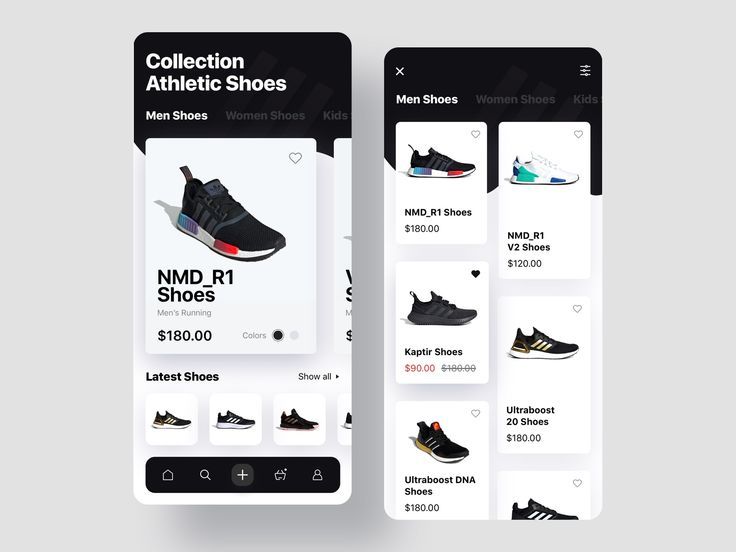 Collection
Athletic Shoes
Men Shoes Women Shoes Kids
NMD_R1
Shoes
Men's Running
$180.00 Colors
Latest Shoes Show all
Men Shoes Women Shoes Kids
NMD_R1 Shoes
$180.00
NMD_R1
V2 Shoes
$120.00
Kaptir Shoes
$90.00 $180.00
Ultraboost
20 Shoes
$180.00
Ultraboost DNA
Shoes
$180.00